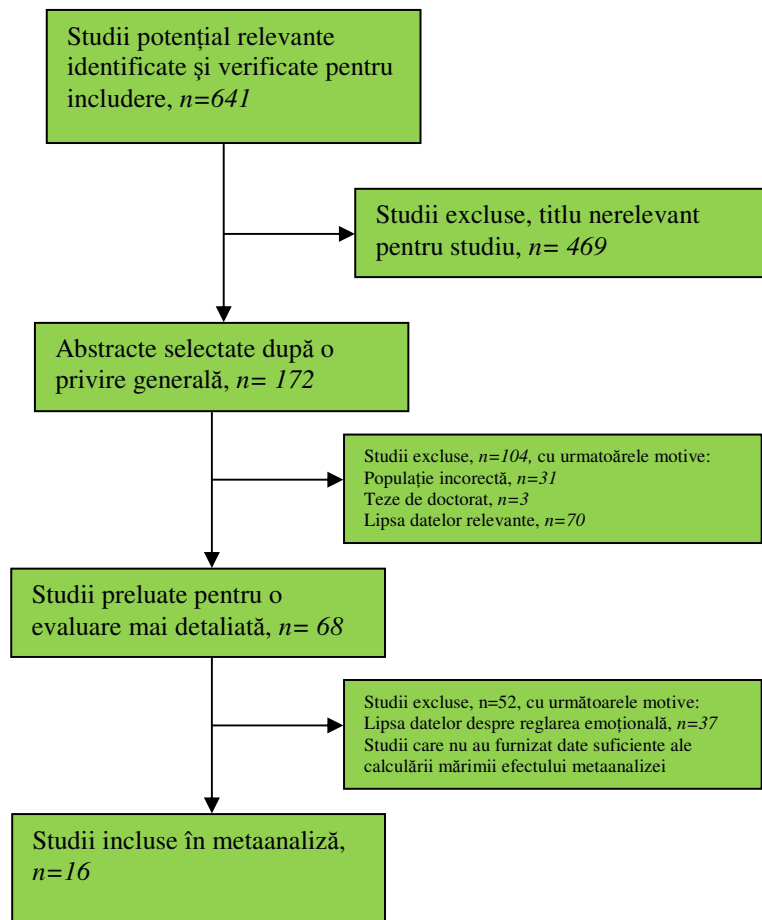 Studii potențial relevante
identificate şi verificate pentru
includere, n=641
Studii excluse, titlu nerelevant
pentru studiu, n= 469
Abstracte selectate după o
privire generală, n= 172
Studii excluse, n=104, cu urmatoărele motive:
Populație incorectă, n=31
Teze de doctorat, n=3
Lipsa datelor relevante, n=70
Studii preluate pentru o
evaluare mai detaliată, n= 68
Studii excluse, n=52, cu următoarele motive:
Lipsa datelor despre reglarea emoțională, n=37
Studii care nu au furnizat date suficiente ale
calculării mărimii efectului metaanalizei
Studii incluse în metaanaliză,
n=16